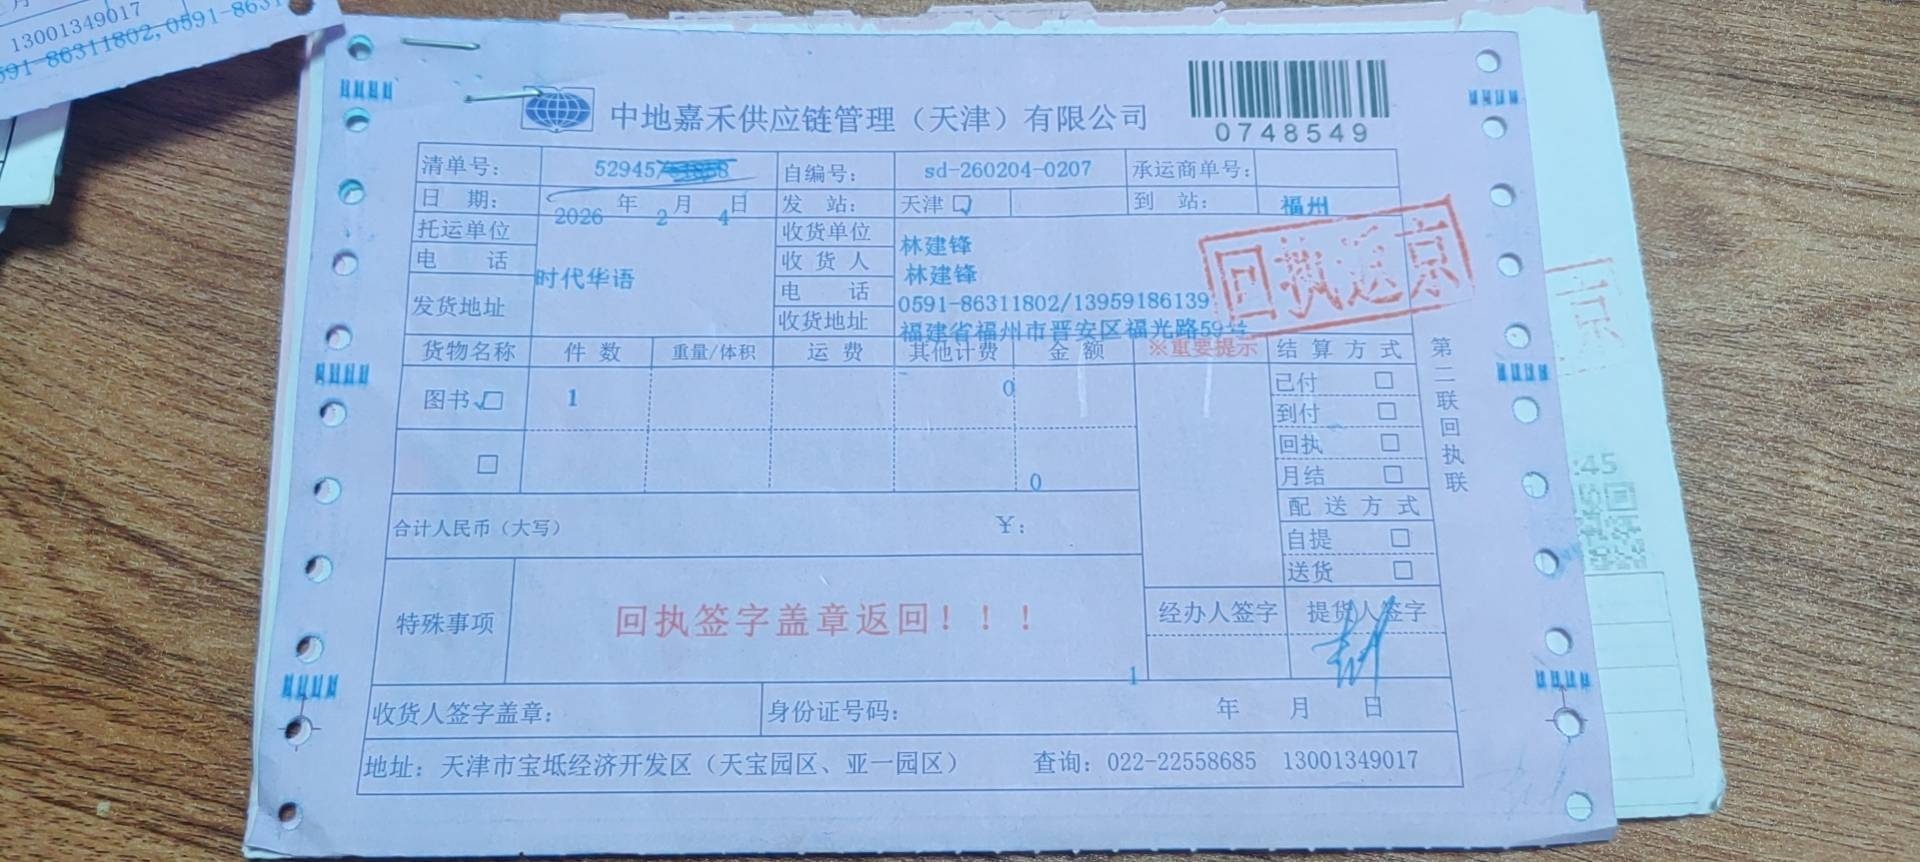 13001349017
591-86311802,0591-8631
中地嘉禾供应链管理（天津）有限公司
0748549
清单号： 52945 自编号： sd-260204-0207 承运商单号：
日 期： 2026 年 2 月 4 日 发 站： 天津 到 站： 福州
托运单位 时代华语 收货单位 林建锋
电 话 收货人 林建锋
发货地址 电 话 0591-86311802/13959186139
收货地址 福建省福州市晋安区福光路59号
回执返京
货物名称 件数 重量/体积 运费 其他计费 金额 ※重要提示 结算方式
图书 1 0 已付
到付
回执
0 月结
合计人民币（大写） ￥： 配送方式
自提
送货
特殊事项 回执签字盖章返回！！！ 经办人签字 提货人签字
1
收货人签字盖章： 身份证号码： 年 月 日
地址：天津市宝坻经济开发区（天宝园区、亚一园区） 查询：022-22558685 13001349017
第二联回执联
京
:45